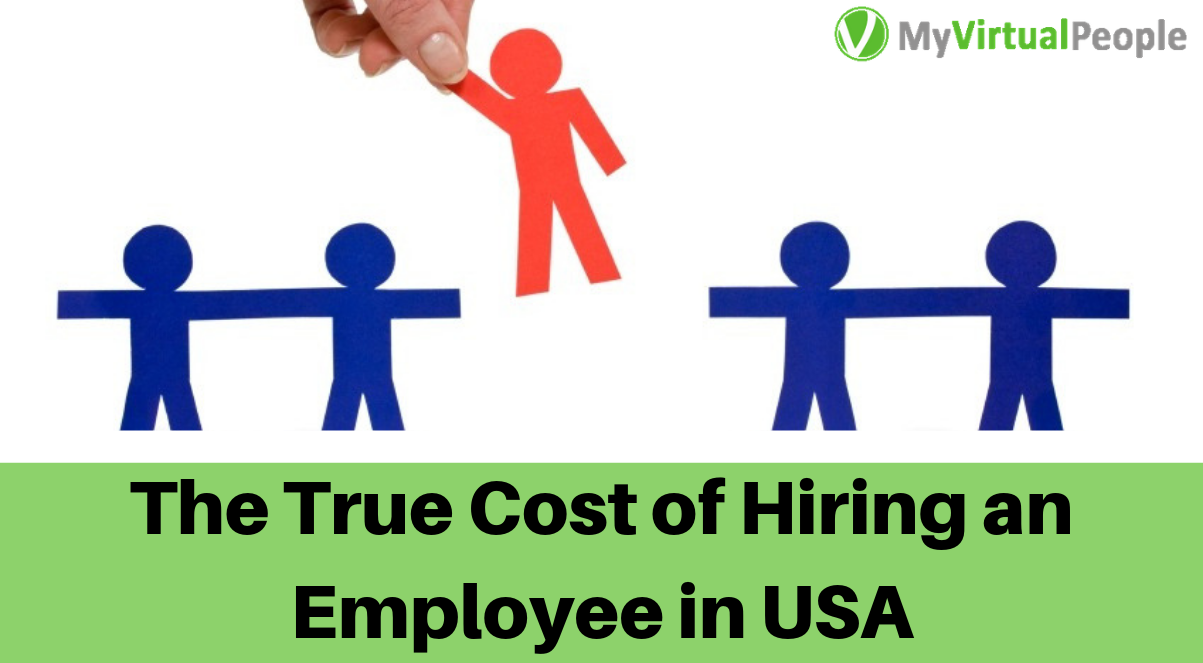 MyVirtualPeople
The True Cost of Hiring an
Employee in USA